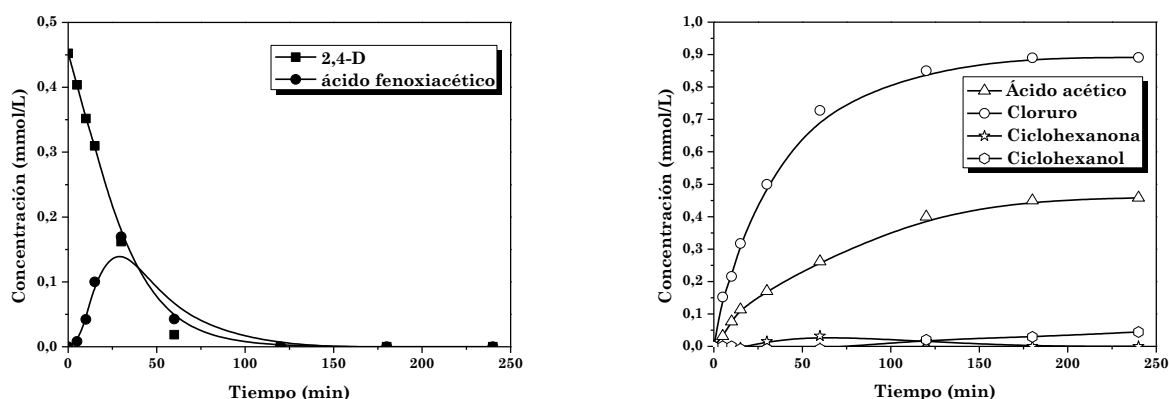 0,5
0,4
0,3
0,2
0,1
0,0
Concentración (mmol/L)
2,4-D
ácido fenoxiacético
0 50 100 150 200 250
Tiempo (min)
1,0
0,9
0,8
0,7
0,6
0,5
0,4
0,3
0,2
0,1
0,0
Concentración (mmol/L)
Ácido acético
Cloruro
Ciclohexanona
Ciclohexanol
0 50 100 150 200 250
Tiempo (min)